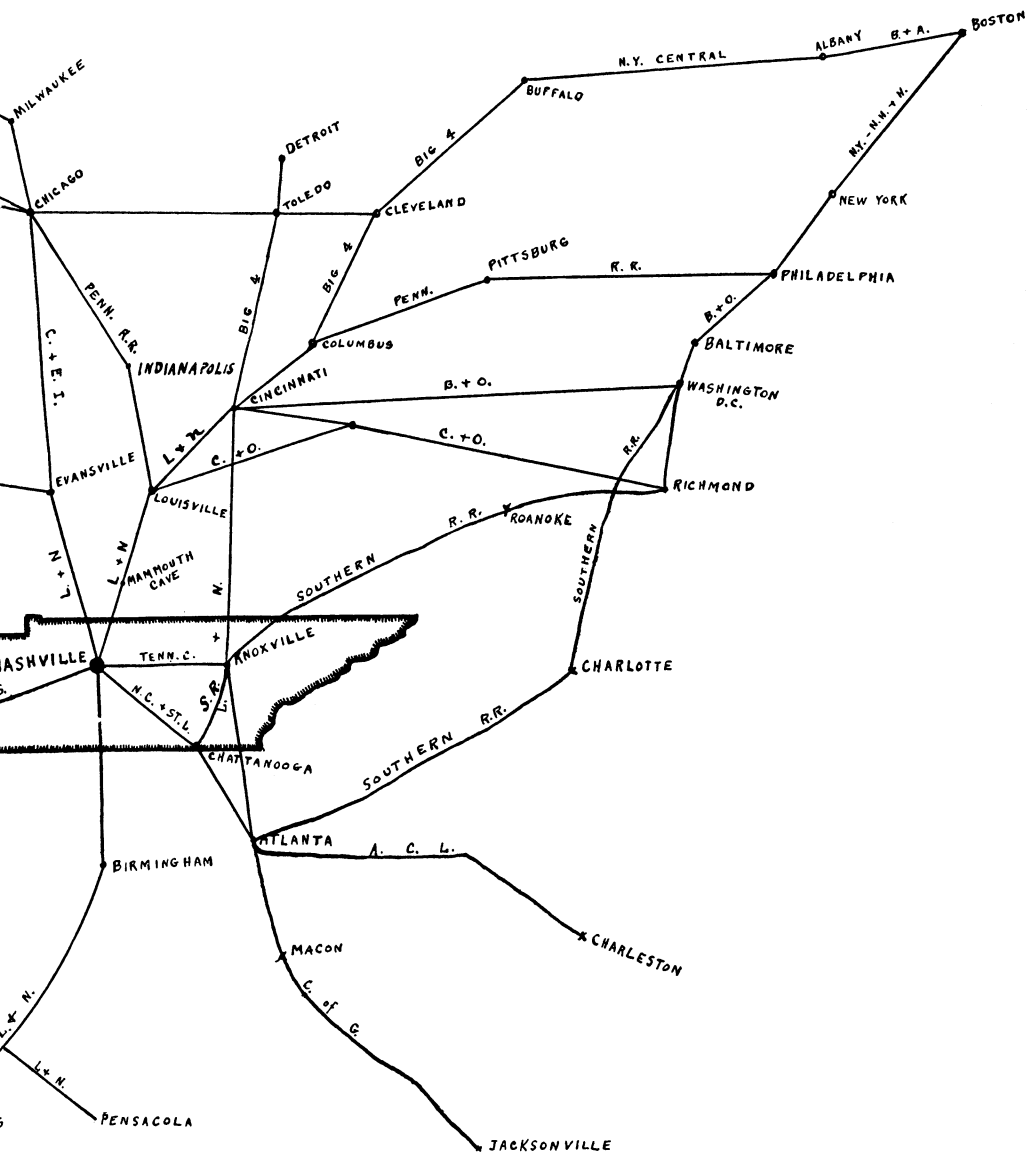 BOSTON
ALBANY
B. + A.
N.Y. CENTRAL
BUFFALO
MILWAUKEE
DETROIT
BIG 4
N.Y. - N.H. + H.
CHICAGO
TOLEDO
CLEVELAND
NEW YORK
BIG 4
BIG 4
PITTSBURG
R. R.
PHILADELPHIA
PENN.
PENN. R.R.
B. + O.
C. + E. I.
COLUMBUS
BALTIMORE
INDIANAPOLIS
CINCINNATI
B. + O.
WASHINGTON
D.C.
L + N
C. + O.
C. + O.
R.R.
EVANSVILLE
LOUISVILLE
RICHMOND
R. R.
ROANOKE
L + N
L + N
MAMMOUTH
CAVE
SOUTHERN
SOUTHERN
L. + N.
NASHVILLE
TENN. C.
KNOXVILLE
CHARLOTTE
S.
N. C. + ST. L.
S. R.
CHATTANOOGA
SOUTHERN R.R.
ATLANTA
A. C. L.
BIRMINGHAM
CHARLESTON
MACON
C. of G.
L. & N.
L + N.
PENSACOLA
JACKSONVILLE